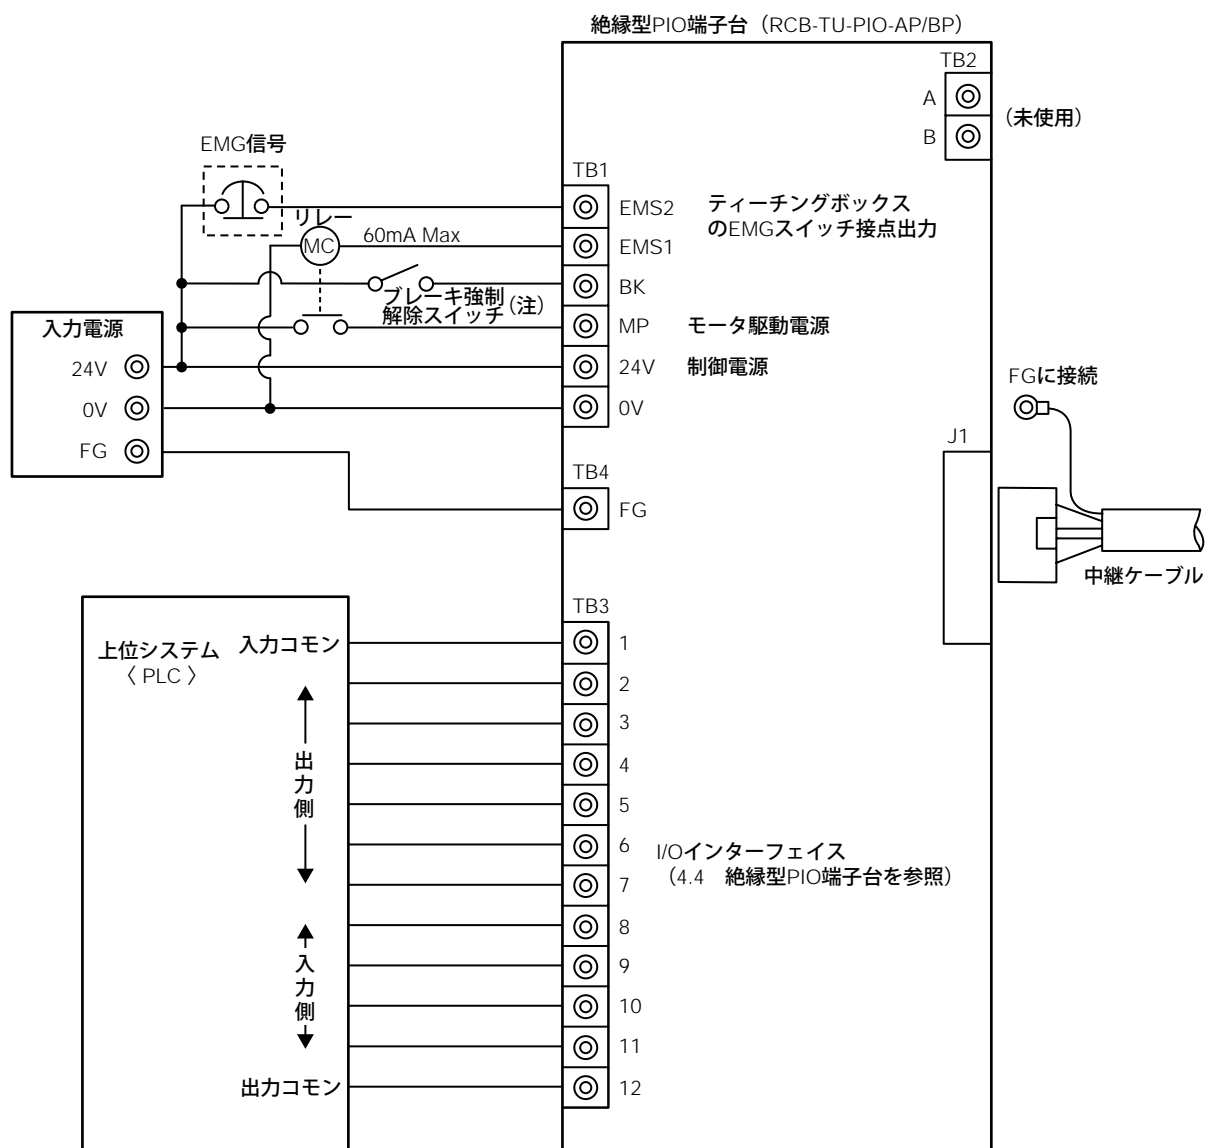 絶縁型PIO端子台（RCB-TU-PIO-AP/BP）
TB2
A
B
（未使用）
EMG信号
TB1
リレー
MC
60mA Max
EMS2
ティーチングボックス
のEMGスイッチ接点出力
EMS1
BK
ブレーキ強制
解除スイッチ
（注）
MP
モータ駆動電源
入力電源
24V
0V
FG
24V
制御電源
0V
FGに接続
J1
TB4
FG
中継ケーブル
TB3
上位システム
〈 PLC 〉
入力コモン
出力側
入力側
出力コモン
1
2
3
4
5
6
7
8
9
10
11
12
I/Oインターフェイス
（4.4　絶縁型PIO端子台を参照）